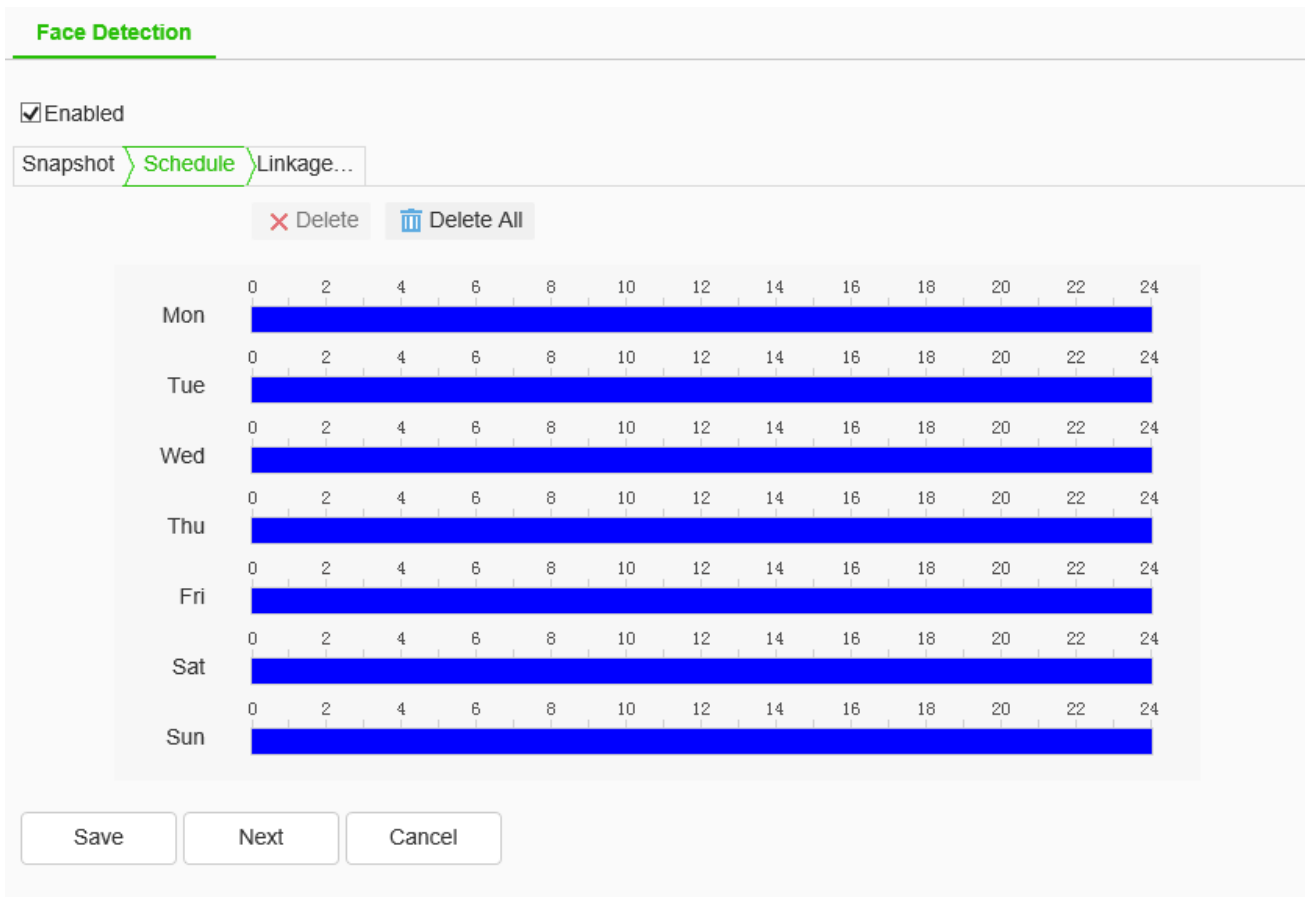 Face Detection
Enabled
Snapshot Schedule Linkage...
Delete Delete All
0 2 4 6 8 10 12 14 16 18 20 22 24
Mon
0 2 4 6 8 10 12 14 16 18 20 22 24
Tue
0 2 4 6 8 10 12 14 16 18 20 22 24
Wed
0 2 4 6 8 10 12 14 16 18 20 22 24
Thu
0 2 4 6 8 10 12 14 16 18 20 22 24
Fri
0 2 4 6 8 10 12 14 16 18 20 22 24
Sat
0 2 4 6 8 10 12 14 16 18 20 22 24
Sun
Save Next Cancel